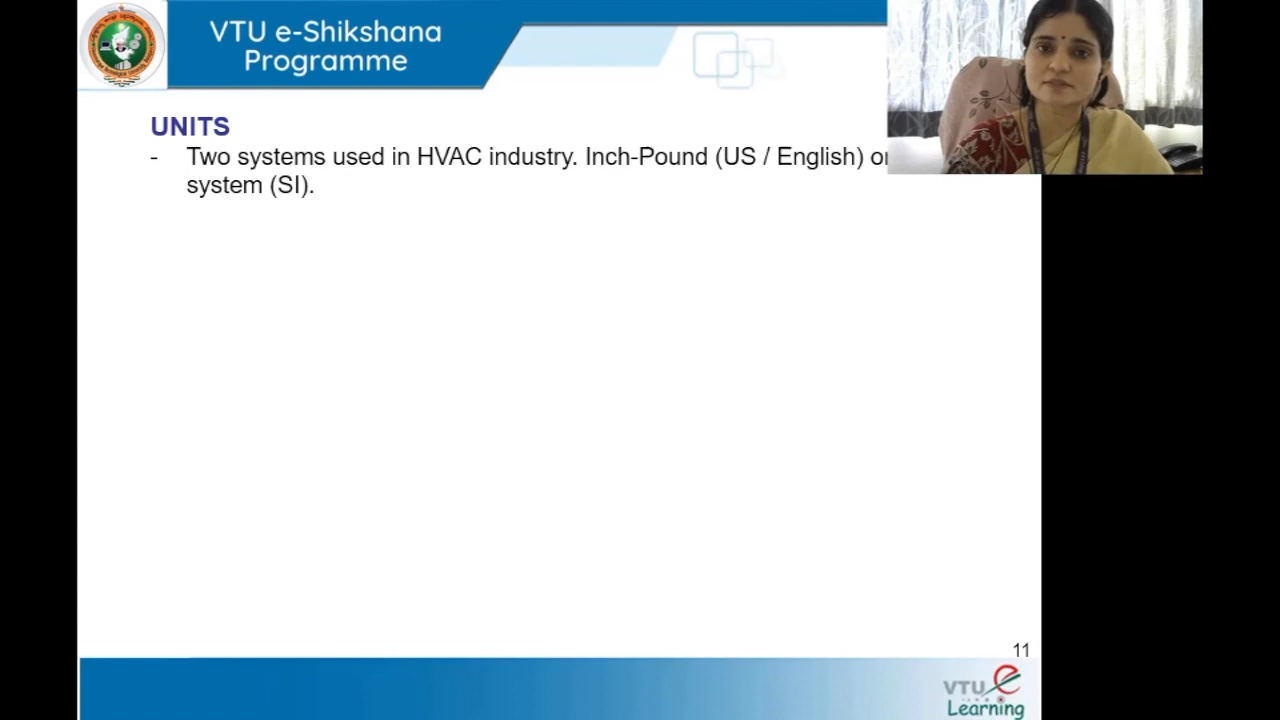 VTU e-Shikshana
Programme
UNITS
- Two systems used in HVAC industry. Inch-Pound (US / English)
system (SI).
11
VTU
Learning